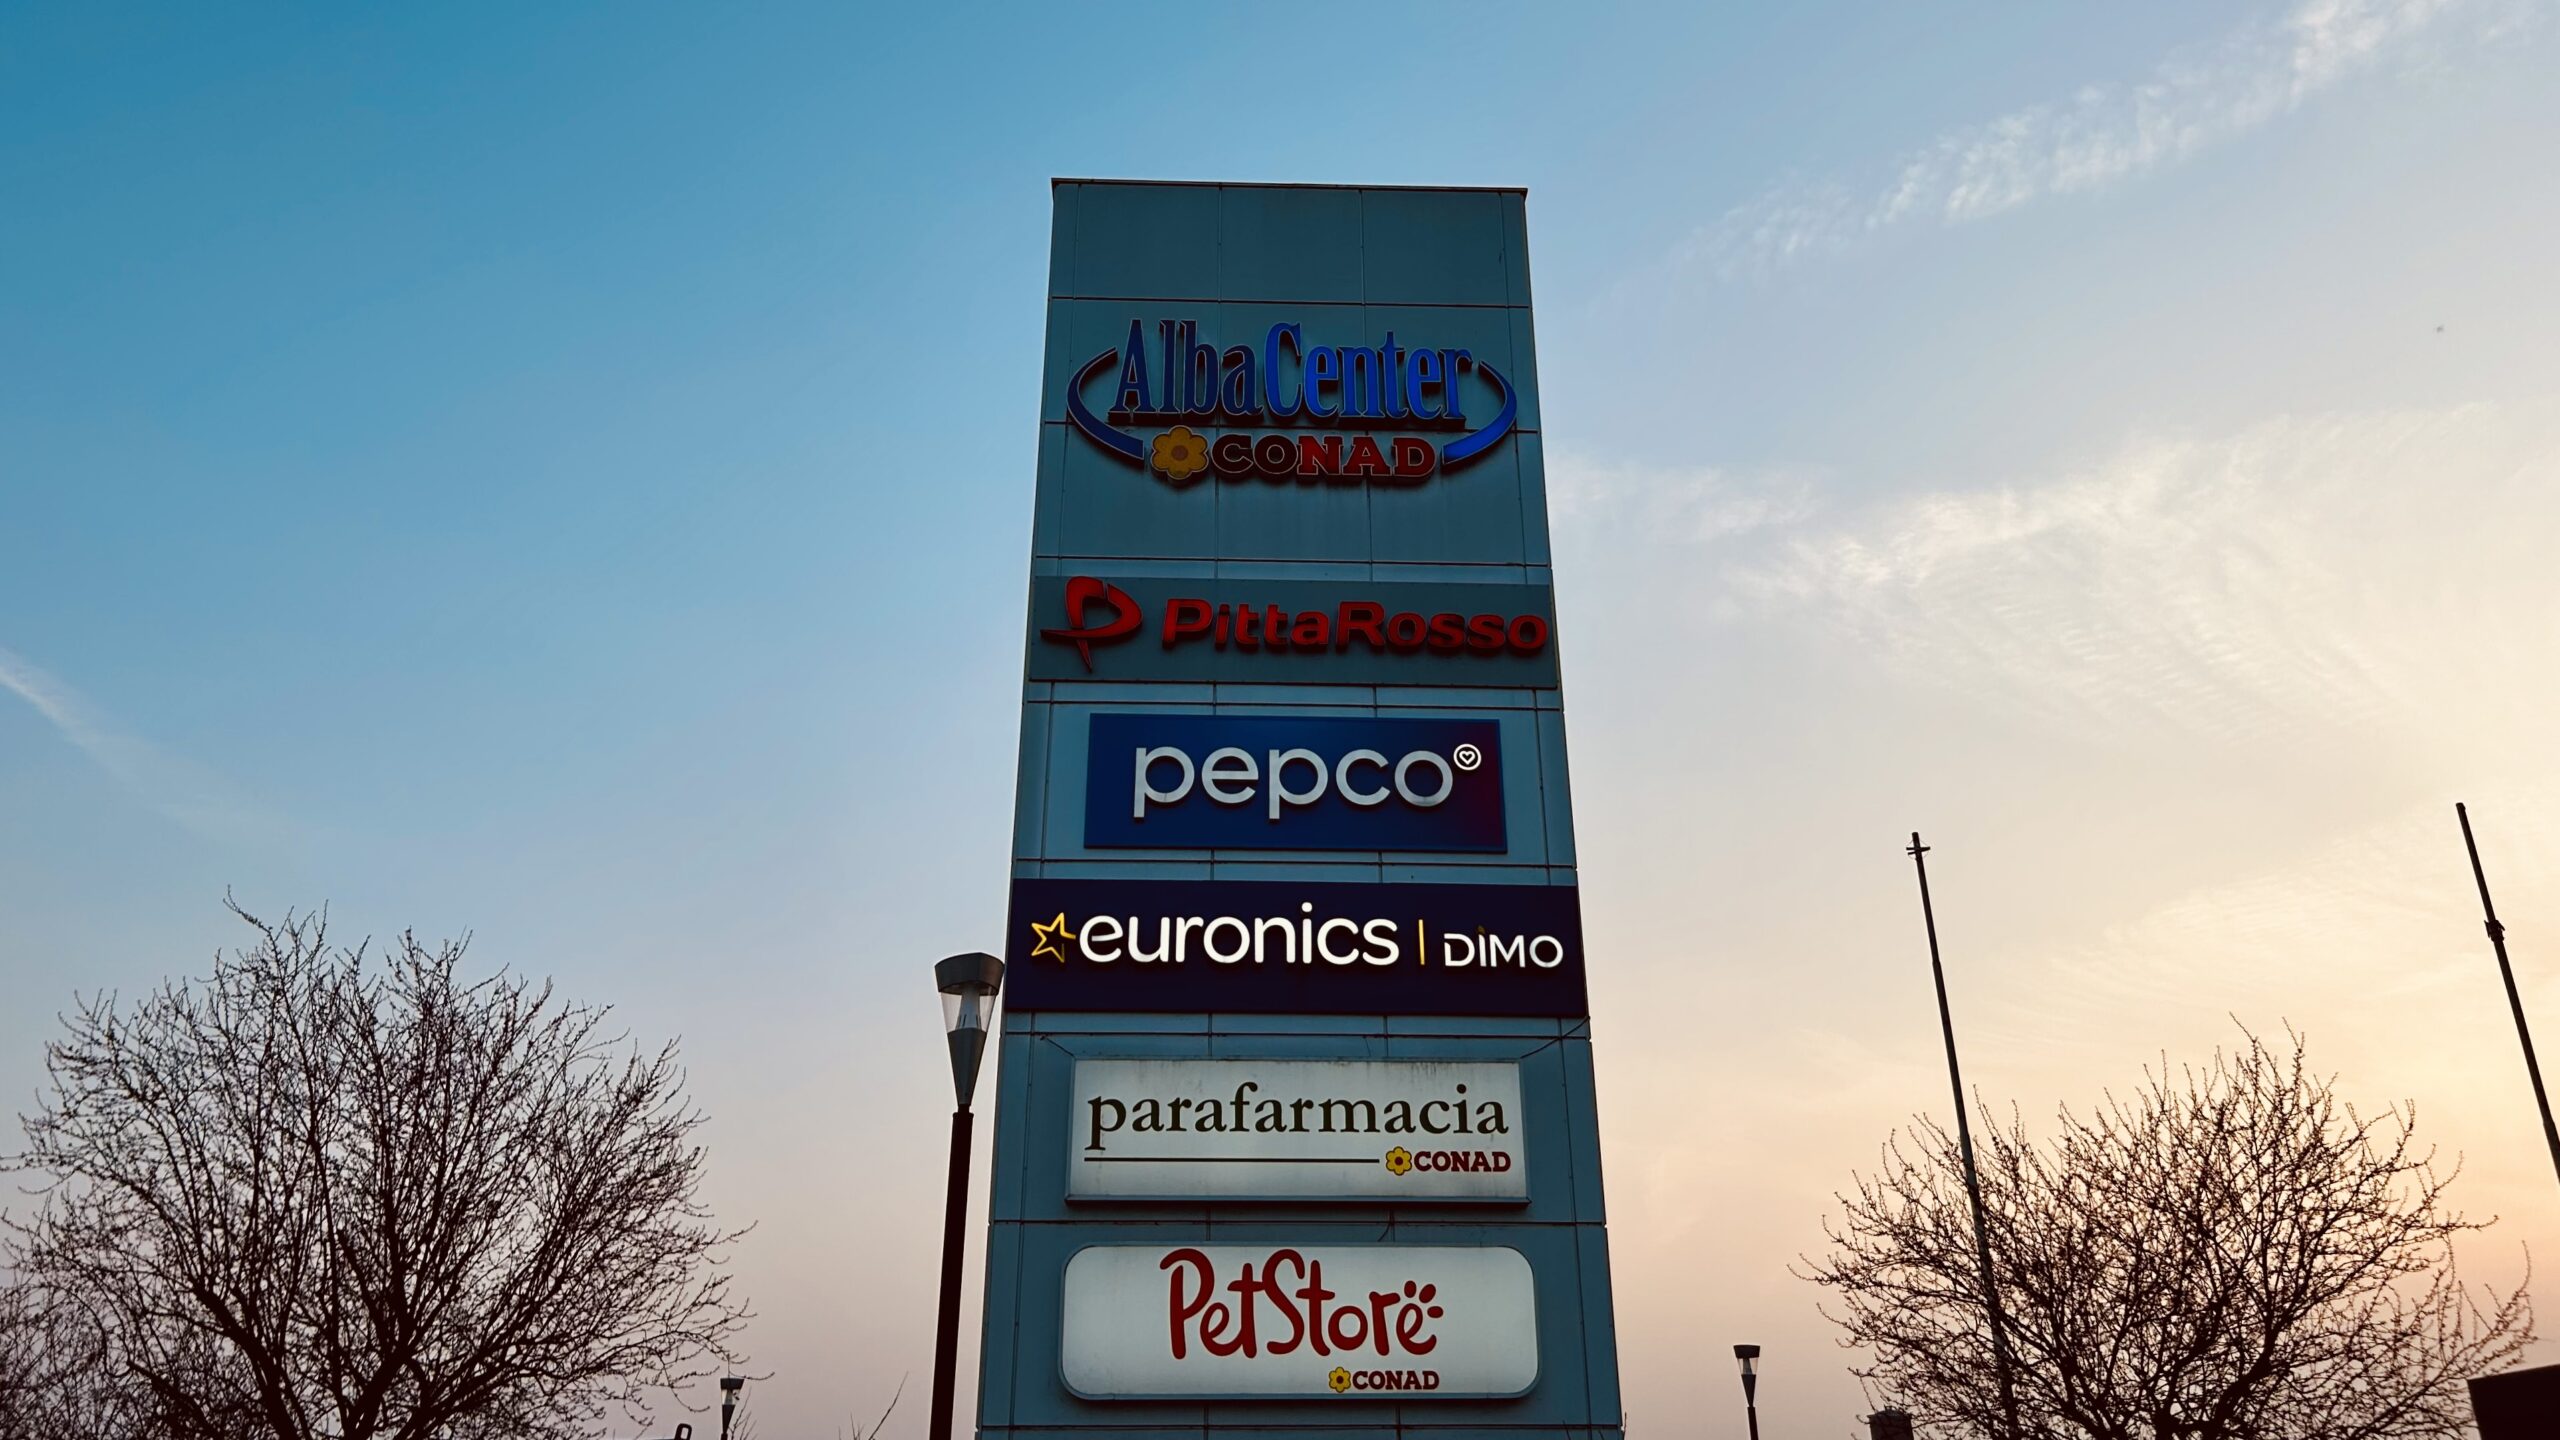 AlbaCenter
CONAD
PittaRosso
pepco
euronics | DIMO
parafarmacia
CONAD
PetStore
CONAD